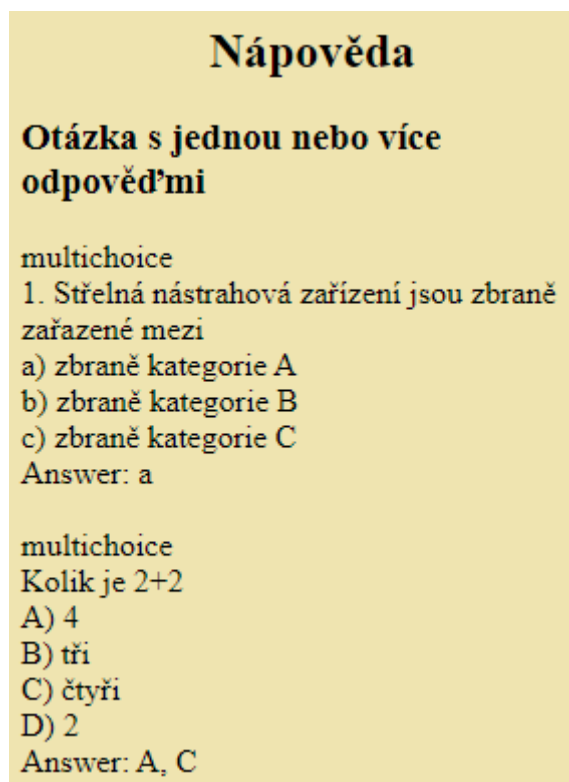 Nápověda
Otázka s jednou nebo více
odpověďmi
multichoice
1. Střelná nástrahová zařízení jsou zbraně
zařazené mezi
a) zbraně kategorie A
b) zbraně kategorie B
c) zbraně kategorie C
Answer: a
multichoice
Kolik je 2+2
A) 4
B) tři
C) čtyři
D) 2
Answer: A, C